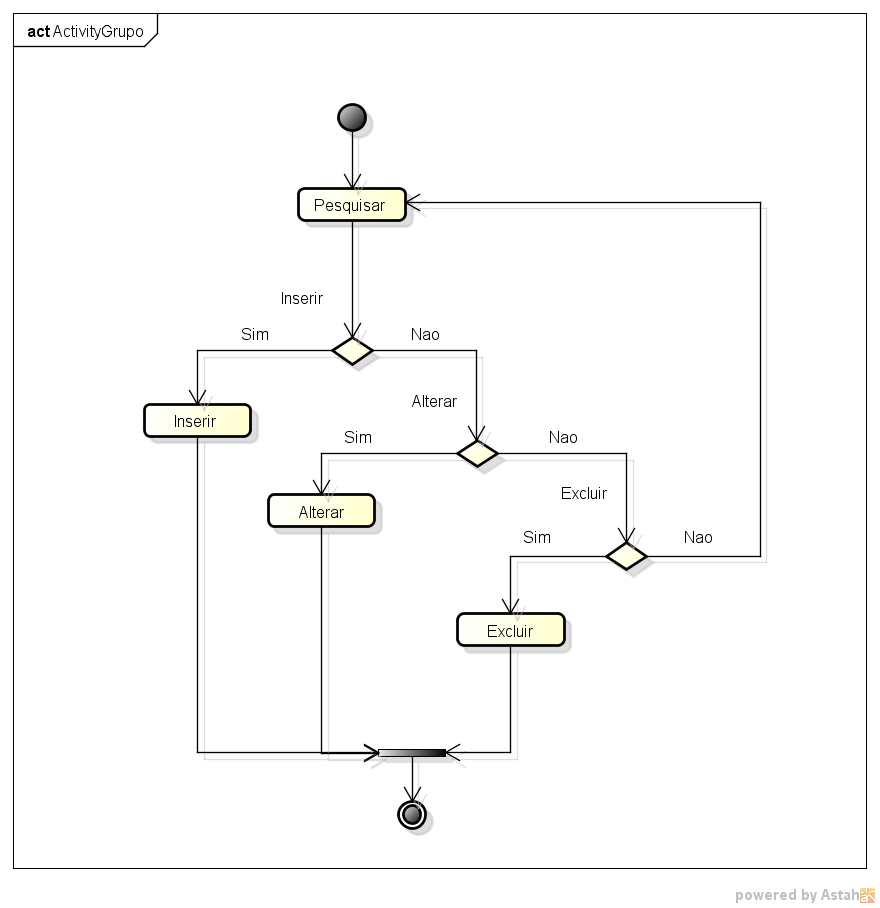 act ActivityGrupo
Pesquisar
Inserir
Sim
Nao
Inserir
Alterar
Sim
Nao
Alterar
Excluir
Sim
Nao
Excluir
powered by Astah